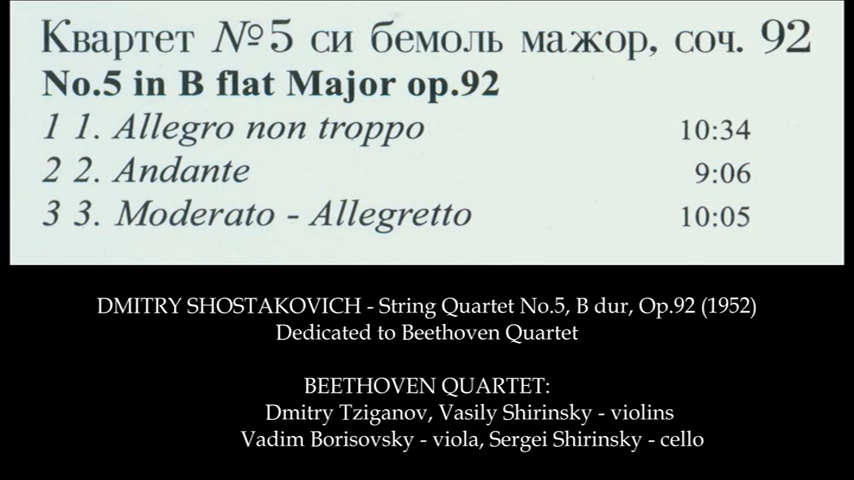 Квартет №5 си бемоль мажор, соч. 92
No.5 in B flat Major op.92
1 1. Allegro non troppo 10:34
2 2. Andante 9:06
3 3. Moderato - Allegretto 10:05
DMITRY SHOSTAKOVICH - String Quartet No.5, B dur, Op.92 (1952)
Dedicated to Beethoven Quartet
BEETHOVEN QUARTET:
Dmitry Tziganov, Vasily Shirinsky - violins
Vadim Borisovsky - viola, Sergei Shirinsky - cello